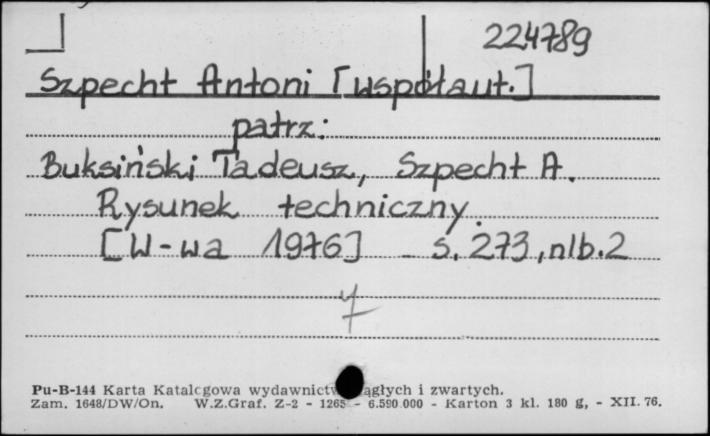 224789
Szpecht Antoni [współaut.]
patrz:
Buksiński Tadeusz, Szpecht A.
Rysunek techniczny.
[W-wa 1976] s. 273, nlb. 2
Pu-B-144 Karta Katalogowa wydawnictw ągłych i zwartych.
Zam. 1648/DW/On. W.Z.Graf. Z-2 - 1265 - 6.590.000 - Karton 3 kl. 180 g, - XII. 76.